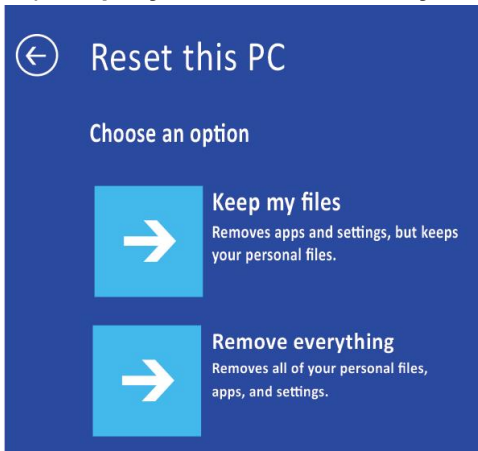 Reset this PC
Choose an option
Keep my files
Removes apps and settings, but keeps
your personal files.
Remove everything
Removes all of your personal files,
apps, and settings.